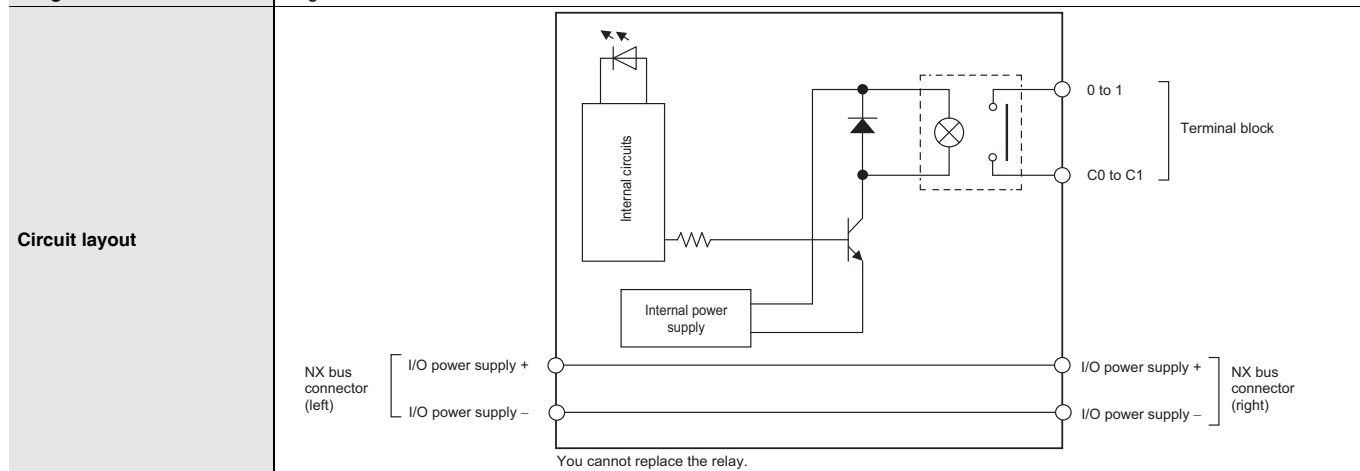 Circuit layout
Internal circuits
0 to 1
Terminal block
C0 to C1
Internal power
supply
NX bus
connector
(left)
I/O power supply +
I/O power supply –
I/O power supply +
I/O power supply –
NX bus
connector
(right)
You cannot replace the relay.